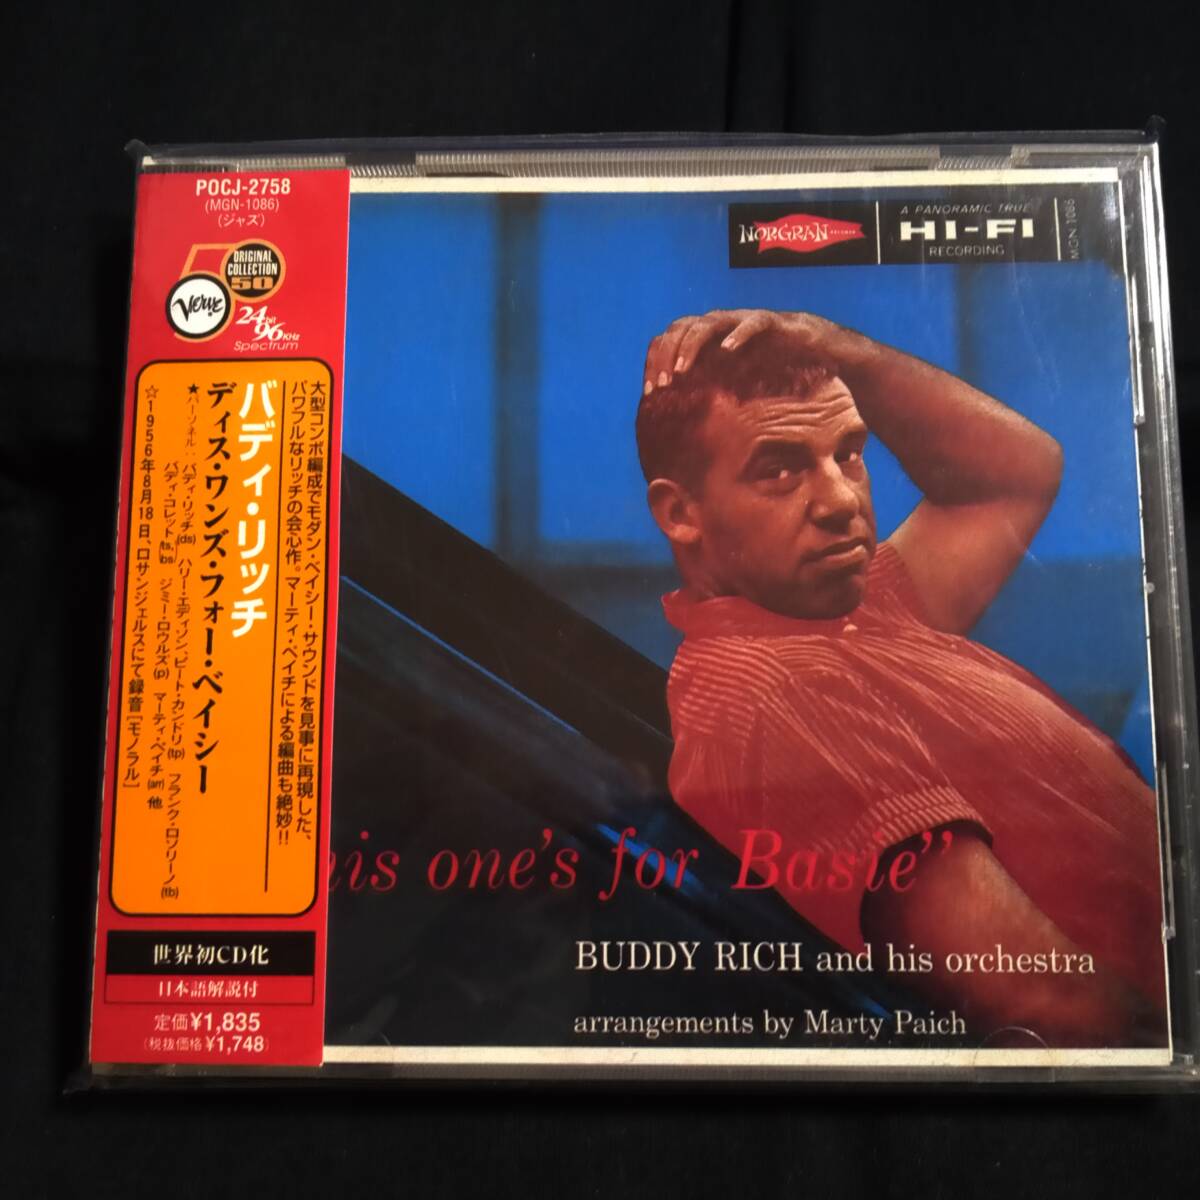 POCJ-2758
(MGN-1086)
(ジャズ)
50
ORIGINAL
COLLECTION
50
Verve
24bit
96KHz
Spectrum
大型コンボ編成でモダン・ベイシー・サウンドを見事に再現した、
パワフルなリッチの会心作。マーティ・ペイチによる編曲も絶妙!!
バディ・リッチ
ディス・ワンズ・フォー・ベイシー
★パーソネル:バディ・リッチ(ds) ハリー・エディソン、ピート・カンドリ(tp) フランク・ロソリーノ(tb)
バディ・コレット(ts, bs) ジミー・ロウルズ(p) マーティ・ペイチ(arr) 他
☆1956年8月18日、ロサンジェルスにて録音[モノラル]
世界初CD化
日本語解説付
定価¥1,835
(税抜価格¥1,748)
NORGRAN
RECORDS
A PANORAMIC TRUE
HI-FI
RECORDING
MGN 1086
his one's for Basie"
BUDDY RICH and his orchestra
arrangements by Marty Paich